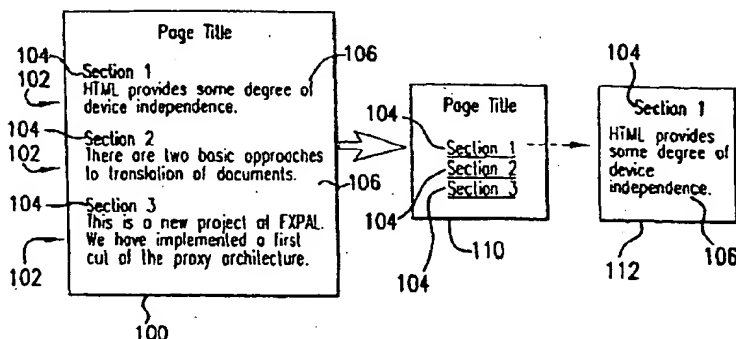 Page Title
104
Section 1
106
HTML provides some degree of
device independence.
102
104
Section 2
There are two basic approaches
to translation of documents.
102
106
104
Section 3
This is a new project at FXPAL.
We have implemented a first
cut of the proxy architecture.
102
100
Page Title
104
Section 1
Section 2
Section 3
104
104
110
104
Section 1
HTML provides
some degree of
device
independence.
112
106